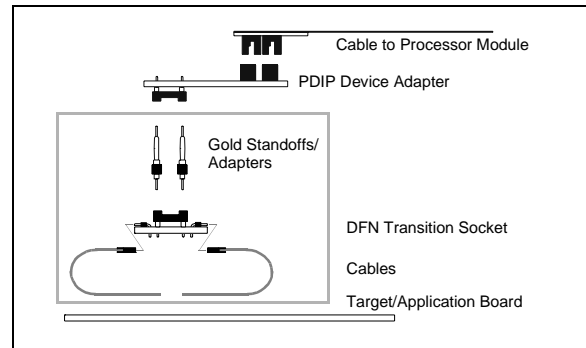 Cable to Processor Module
PDIP Device Adapter
Gold Standoffs/
Adapters
DFN Transition Socket
Cables
Target/Application Board